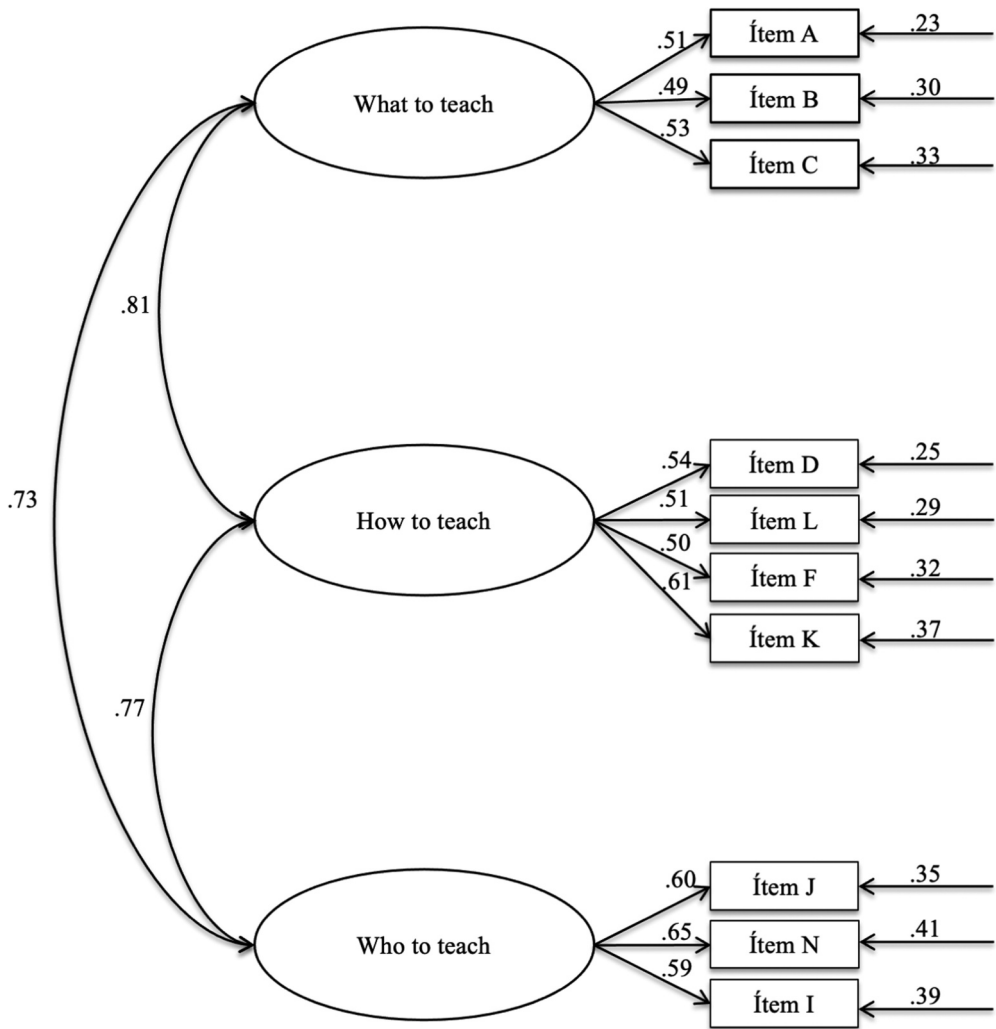 .51
Ítem A
.23
What to teach
.49
Ítem B
.30
.53
Ítem C
.33
.81
.73
How to teach
.54
Ítem D
.25
.51
Ítem L
.29
.50
Ítem F
.32
.61
Ítem K
.37
.77
Who to teach
.60
Ítem J
.35
.65
Ítem N
.41
.59
Ítem I
.39